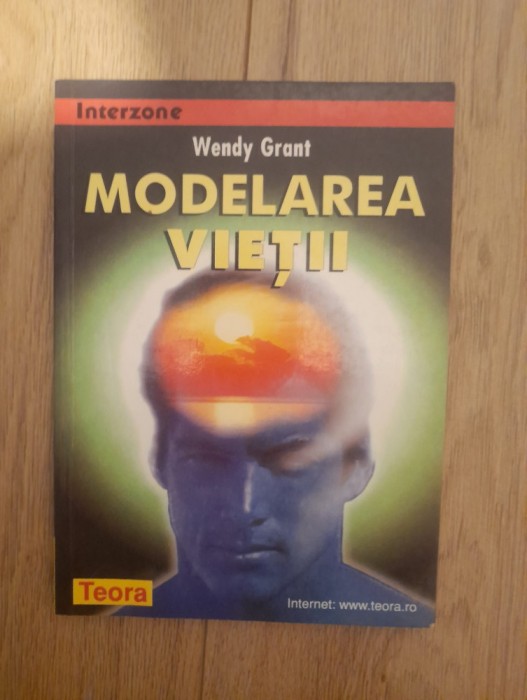 Interzone
Wendy Grant
MODELAREA
VIEȚII
Teora
Internet: www.teora.ro